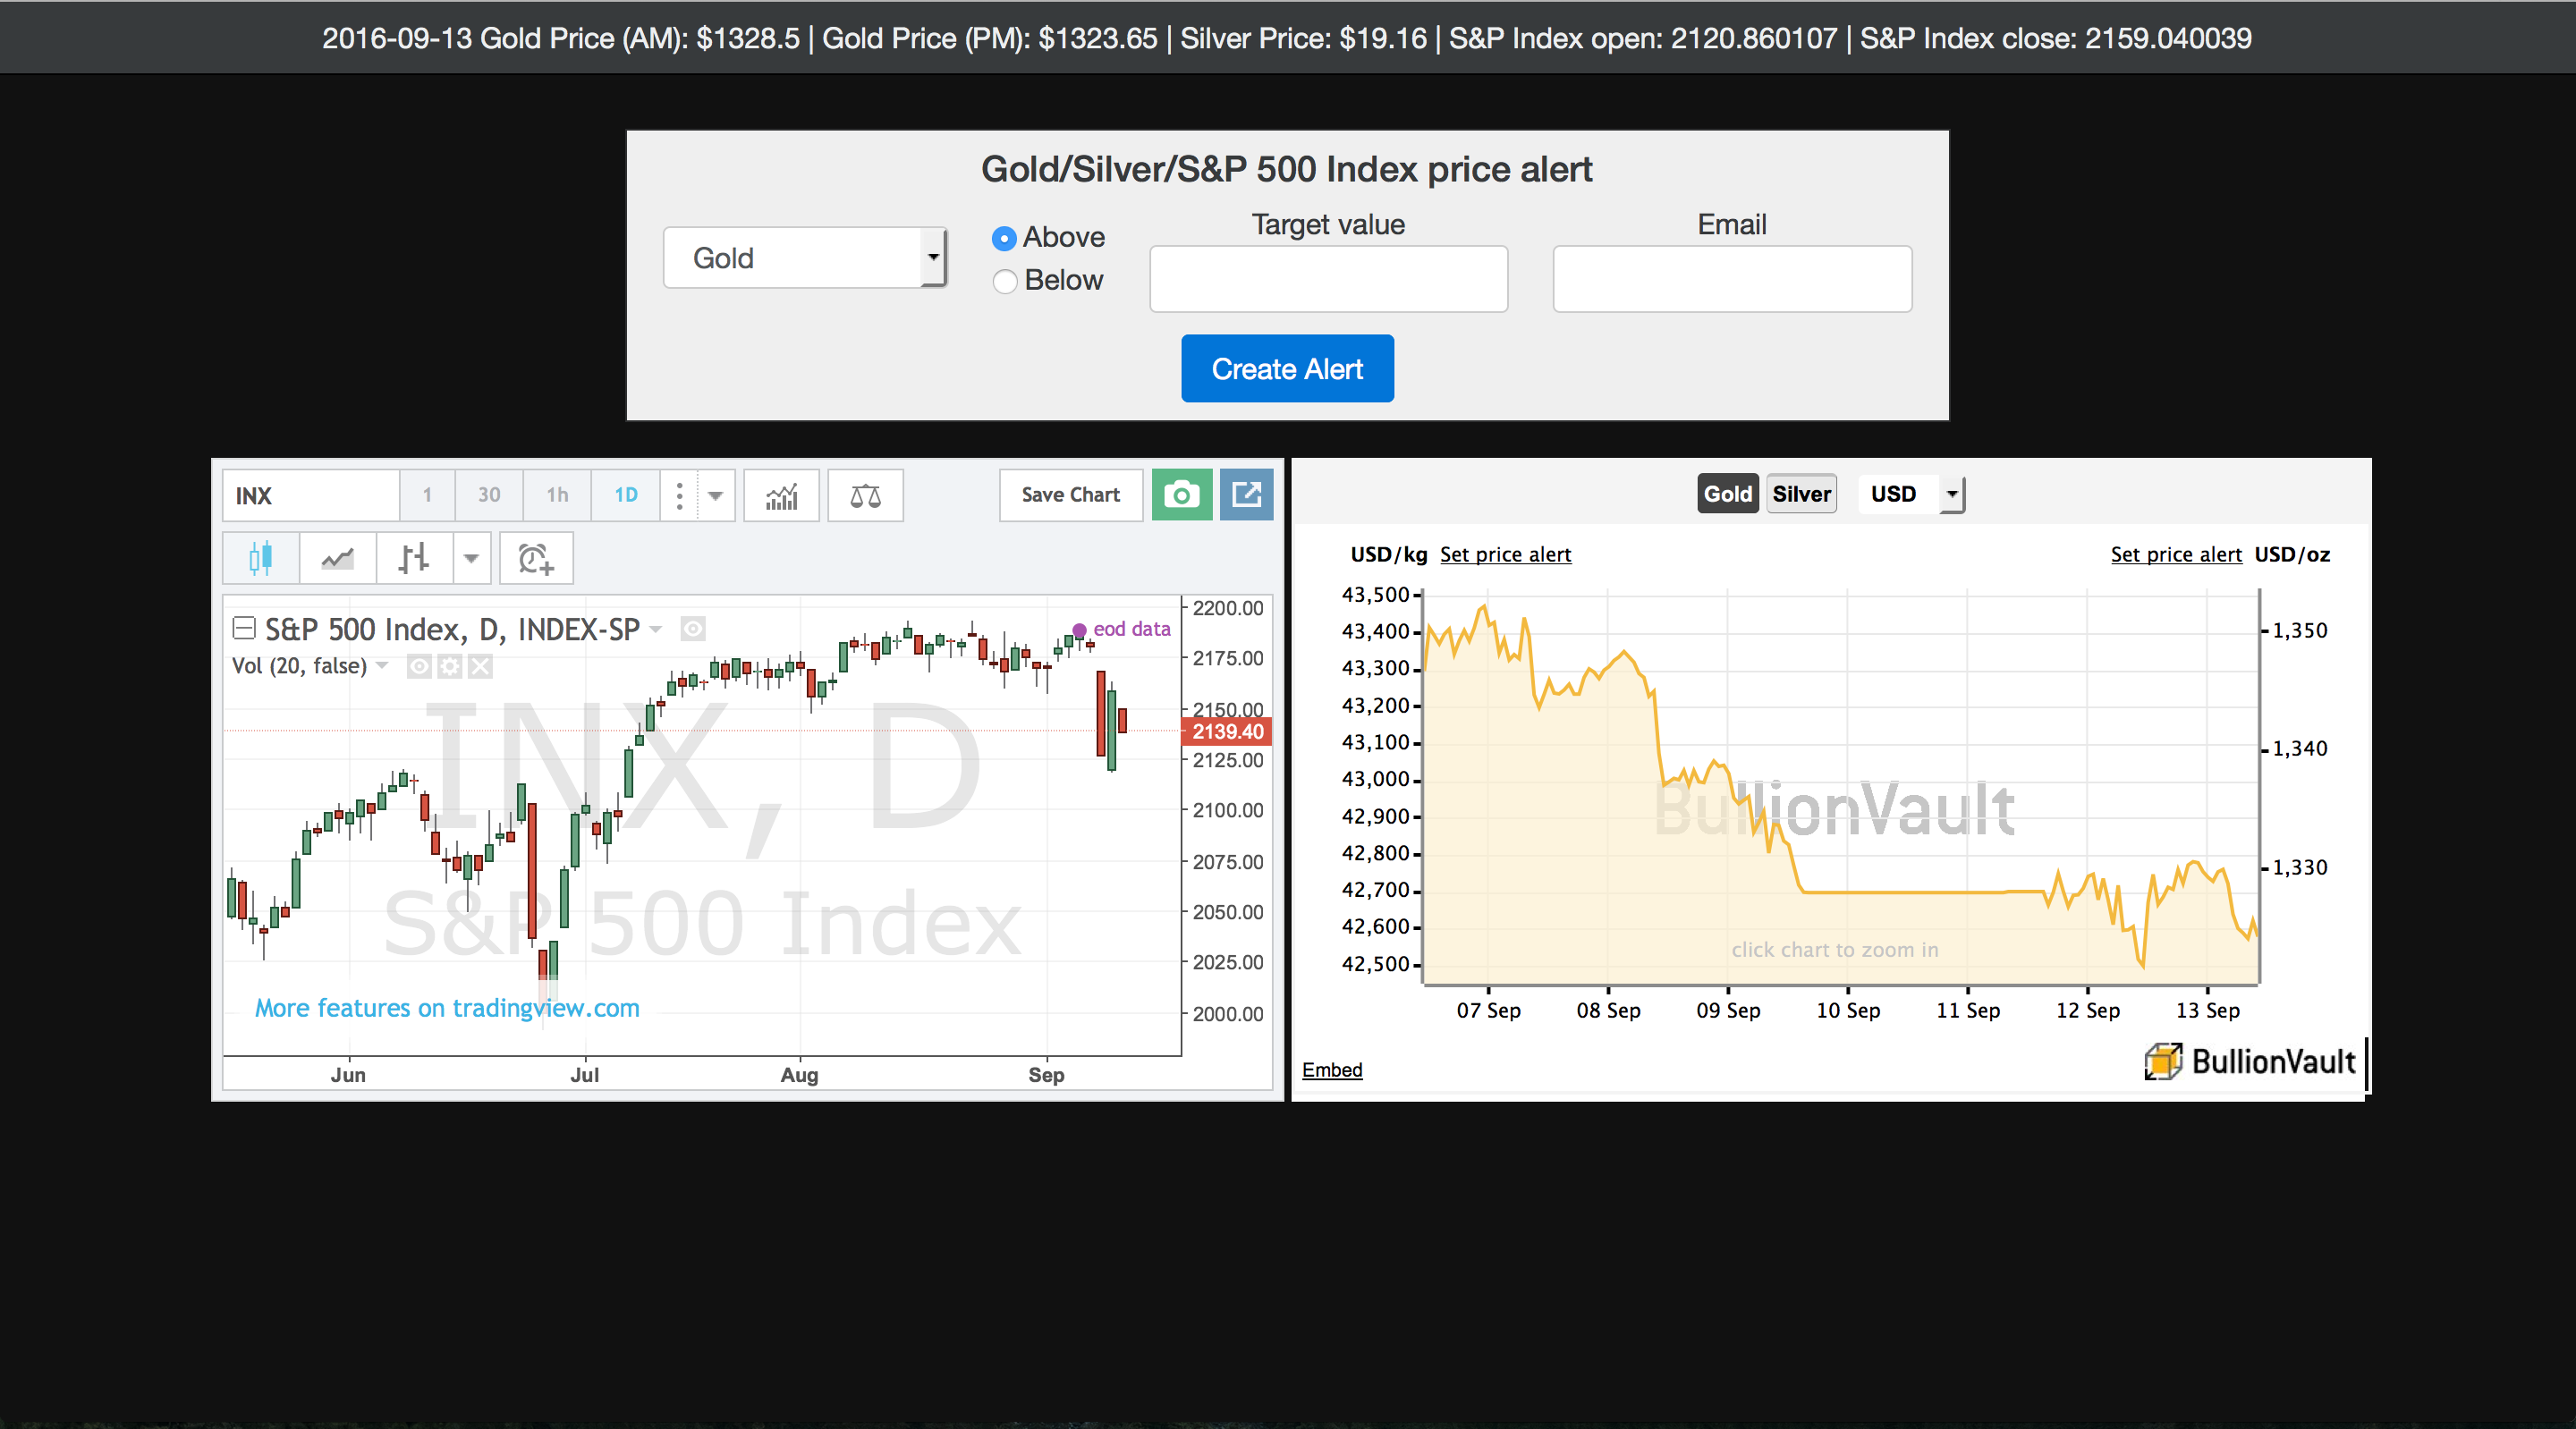 2016-09-13 Gold Price (AM): $1328.5 | Gold Price (PM): $1323.65 | Silver Price: $19.16 | S&P Index open: 2120.860107 | S&P Index close: 2159.040039
Gold/Silver/S&P 500 Index price alert
Gold
Above
Below
Target value
Email
Create Alert
INX 1 30 1h 1D Save Chart
S&P 500 Index, D, INDEX-SP
eod data
Vol (20, false)
INX, D
S&P 500 Index
More features on tradingview.com
2200.00
2175.00
2150.00
2139.40
2125.00
2100.00
2075.00
2050.00
2025.00
2000.00
Jun Jul Aug Sep
Gold Silver USD
USD/kg Set price alert Set price alert USD/oz
43,500
43,400
43,300
43,200
43,100
43,000
42,900
42,800
42,700
42,600
42,500
1,350
1,340
1,330
BullionVault
click chart to zoom in
07 Sep 08 Sep 09 Sep 10 Sep 11 Sep 12 Sep 13 Sep
Embed
BullionVault